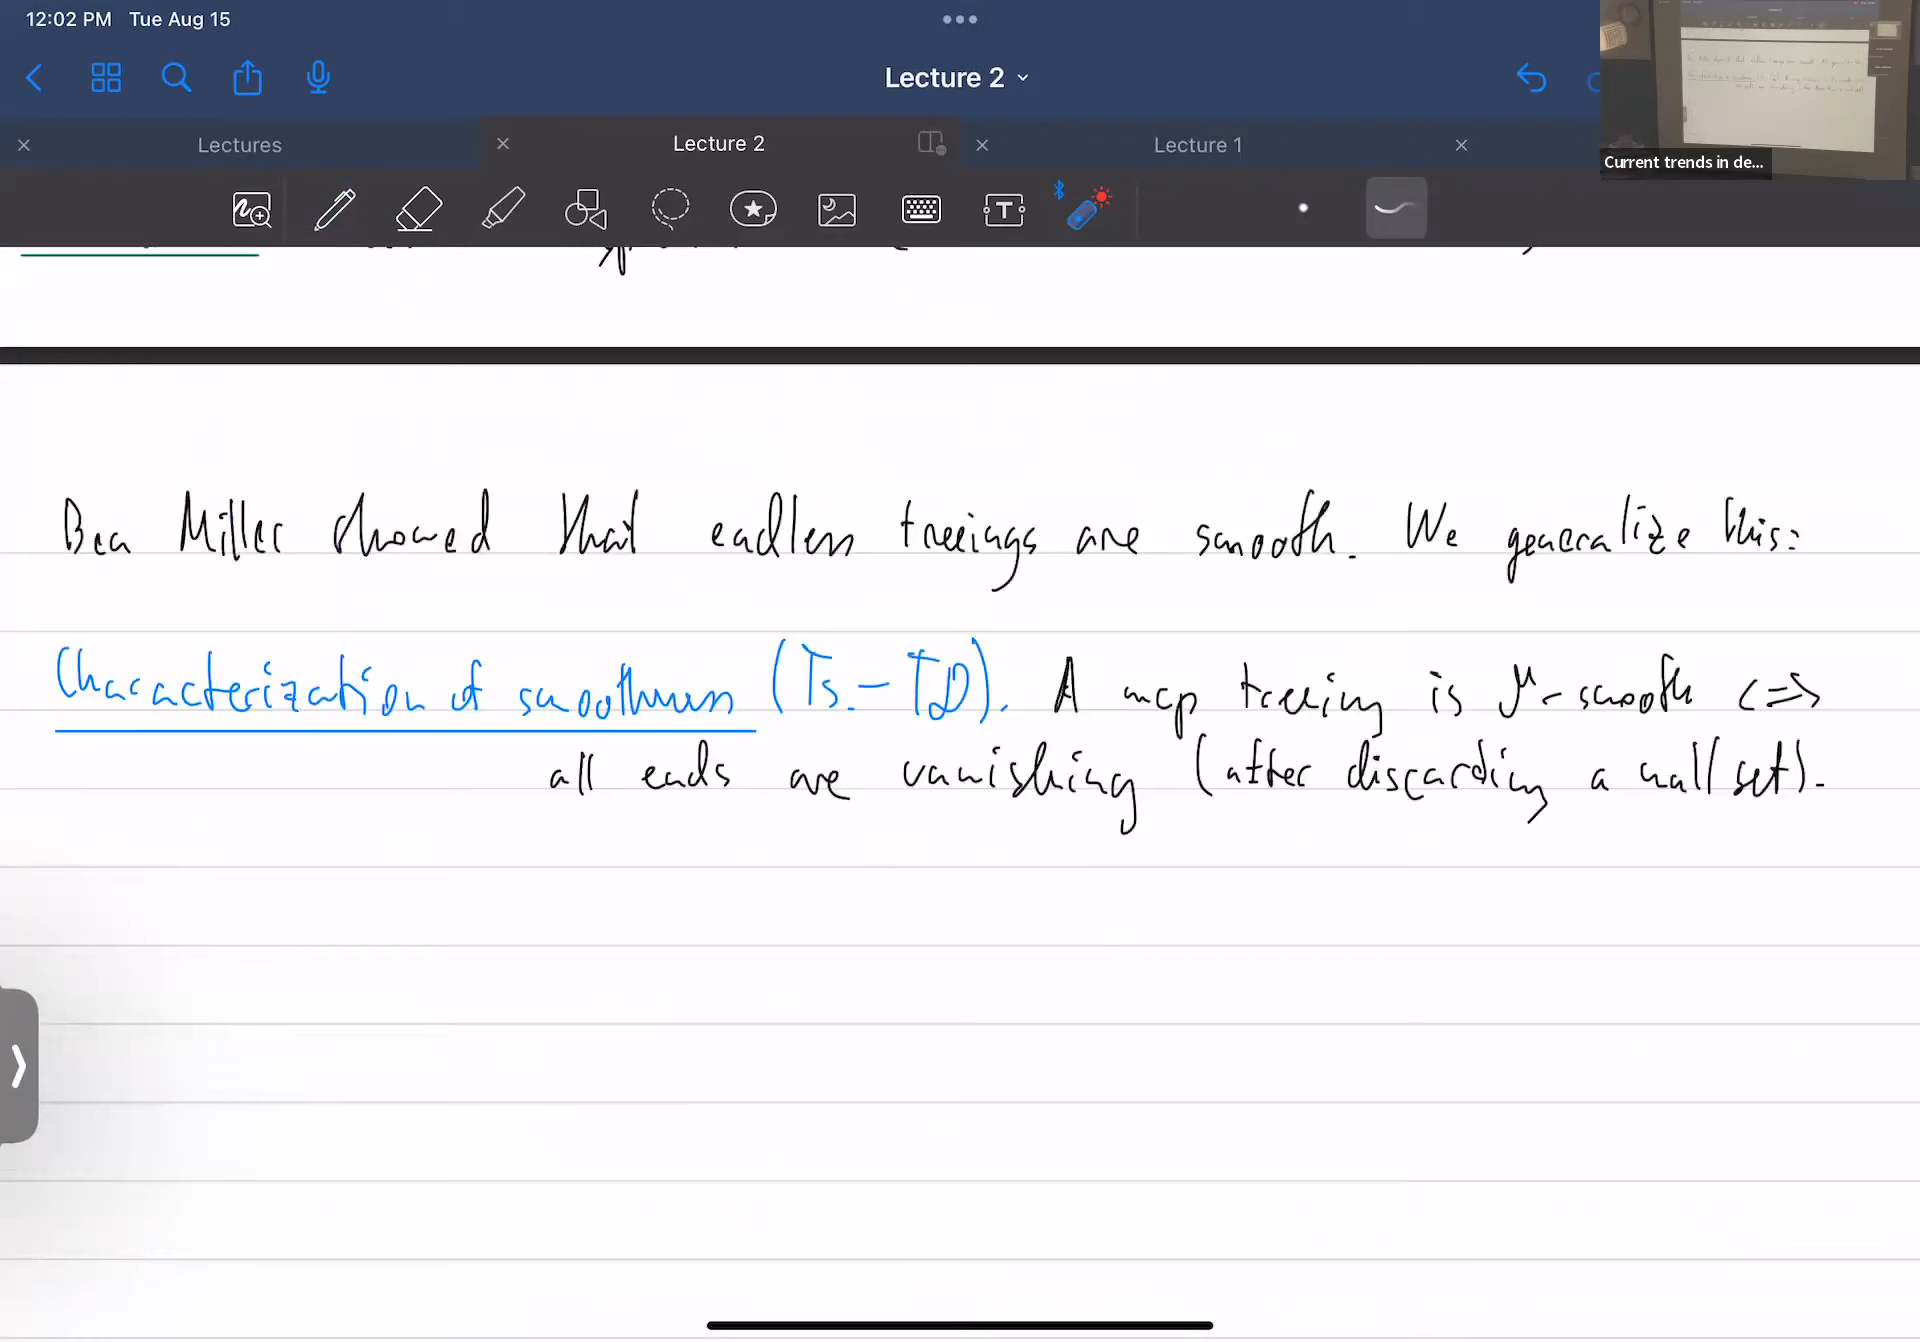 12:02 PM Tue Aug 15
Lecture 2
Lectures
Lecture 2
Lecture 1
Current trends in de...
Ben Miller showed that endless treeings are smooth. We generalize this:
Characterization of smoothness (Ts.-TD). A mcp treeing is μ-smooth <=>
all ends are vanishing (after discarding a null set).